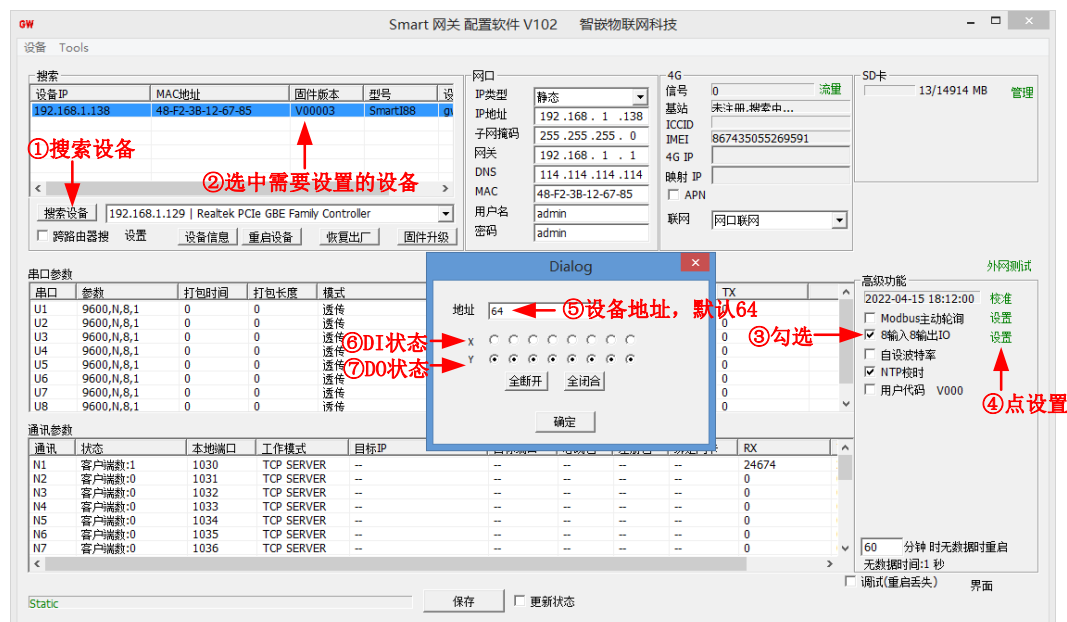 GW Smart 网关 配置软件 V102 智嵌物联网科技
设备 Tools
搜索
设备IP MAC地址 固件版本 型号 设
192.168.1.138 48-F2-3B-12-67-85 V00003 SmartI88
①搜索设备
②选中需要设置的设备
搜索设备 192.168.1.129 | Realtek PCIe GBE Family Controller
跨路由器搜 设置 设备信息 重启设备 恢复出厂 固件升级
网口
IP类型 静态
IP地址 192 .168 . 1 .138
子网掩码 255 .255 .255 . 0
网关 192 .168 . 1 . 1
DNS 114 .114 .114 .114
MAC 48-F2-3B-12-67-85
用户名 admin
密码 admin
4G
信号 0 流量
基站 未注册,搜索中...
ICCID
IMEI 867435055269591
4G IP
映射 IP
APN
联网 网口联网
SD卡
13/14914 MB 管理
外网测试
串口参数
串口 参数 打包时间 打包长度 模式 TX
U1 9600,N,8,1 0 0 透传
U2 9600,N,8,1 0 0 透传 0
U3 9600,N,8,1 0 0 透传 0
U4 9600,N,8,1 0 0 透传 0
U5 9600,N,8,1 0 0 透传 0
U6 9600,N,8,1 0 0 透传 0
U7 9600,N,8,1 0 0 透传 0
U8 9600,N,8,1 0 0 透传 0
Dialog
地址 64
⑤设备地址，默认64
⑥DI状态 X
⑦DO状态 Y
全断开 全闭合
确定
高级功能
2022-04-15 18:12:00 校准
Modbus主动轮询 设置
③勾选 8输入8输出IO 设置
自设波特率
NTP校时
用户代码 V000
④点设置
通讯参数
通讯 状态 本地端口 工作模式 目标IP RX
N1 客户端数:1 1030 TCP SERVER -- -- -- -- -- 24674
N2 客户端数:0 1031 TCP SERVER -- -- -- -- -- 0
N3 客户端数:0 1032 TCP SERVER -- -- -- -- -- 0
N4 客户端数:0 1033 TCP SERVER -- -- -- -- -- 0
N5 客户端数:0 1034 TCP SERVER -- -- -- -- -- 0
N6 客户端数:0 1035 TCP SERVER -- -- -- -- -- 0
N7 客户端数:0 1036 TCP SERVER -- -- -- -- -- 0
60 分钟 时无数据时重启
无数据时间:1 秒
调试(重启丢失) 界面
Static 保存 更新状态